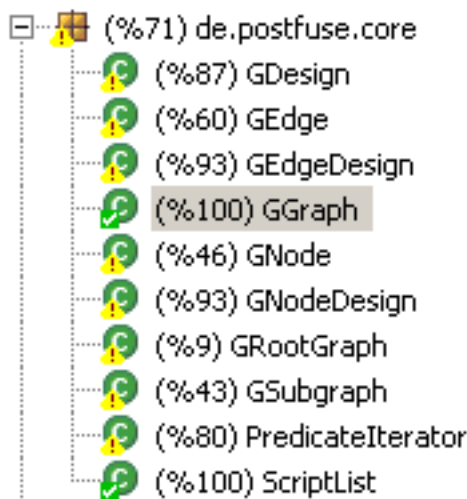 (%71) de.postfuse.core
(%87) GDesign
(%60) GEdge
(%93) GEdgeDesign
(%100) GGraph
(%46) GNode
(%93) GNodeDesign
(%9) GRootGraph
(%43) GSubgraph
(%80) PredicateIterator
(%100) ScriptList